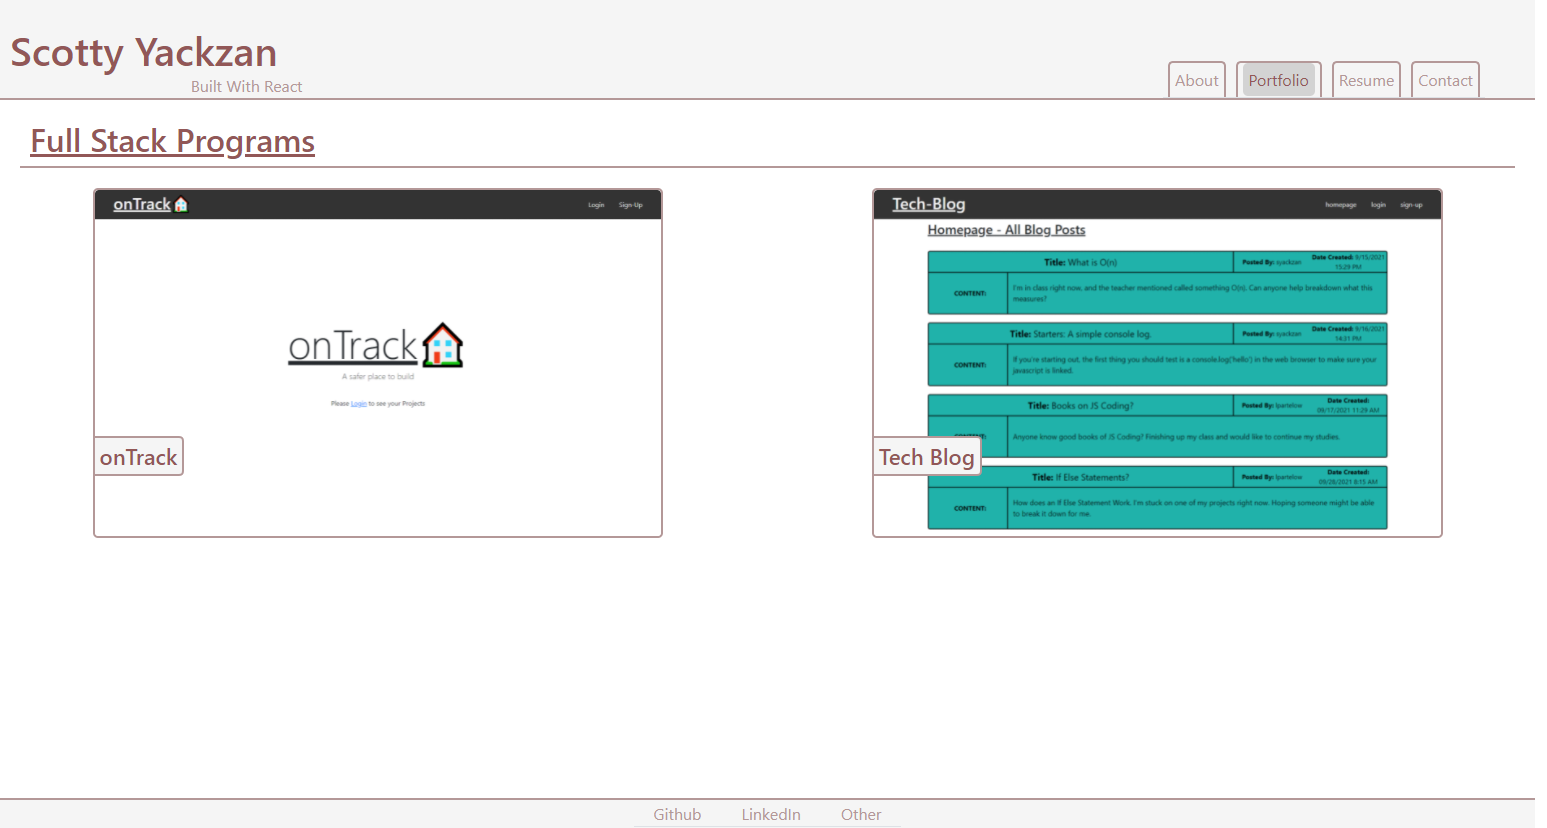 Scotty Yackzan
Built With React
About Portfolio Resume Contact
Full Stack Programs
onTrack
Login Sign-Up
onTrack
A safer place to build
Please Login to see your Projects
onTrack
Tech-Blog
homepage login sign-up
Homepage - All Blog Posts
Title: What is O(n)
Posted By: syackzan
Date Created: 9/15/2021
15:29 PM
CONTENT:
I'm in class right now, and the teacher mentioned called something O(n). Can anyone help breakdown what this
measures?
Title: Starters: A simple console log.
Posted By: syackzan
Date Created: 9/16/2021
14:31 PM
CONTENT:
If you're starting out, the first thing you should test is a console.log('hello') in the web browser to make sure your
javascript is linked.
Title: Books on JS Coding?
Posted By: lpartelow
Date Created:
09/17/2021 11:29 AM
Anyone know good books of JS Coding? Finishing up my class and would like to continue my studies.
Tech Blog
Title: If Else Statements?
Posted By: lpartelow
Date Created:
09/28/2021 8:15 AM
CONTENT:
How does an If Else Statement Work. I'm stuck on one of my projects right now. Hoping someone might be able
to break it down for me.
Github LinkedIn Other